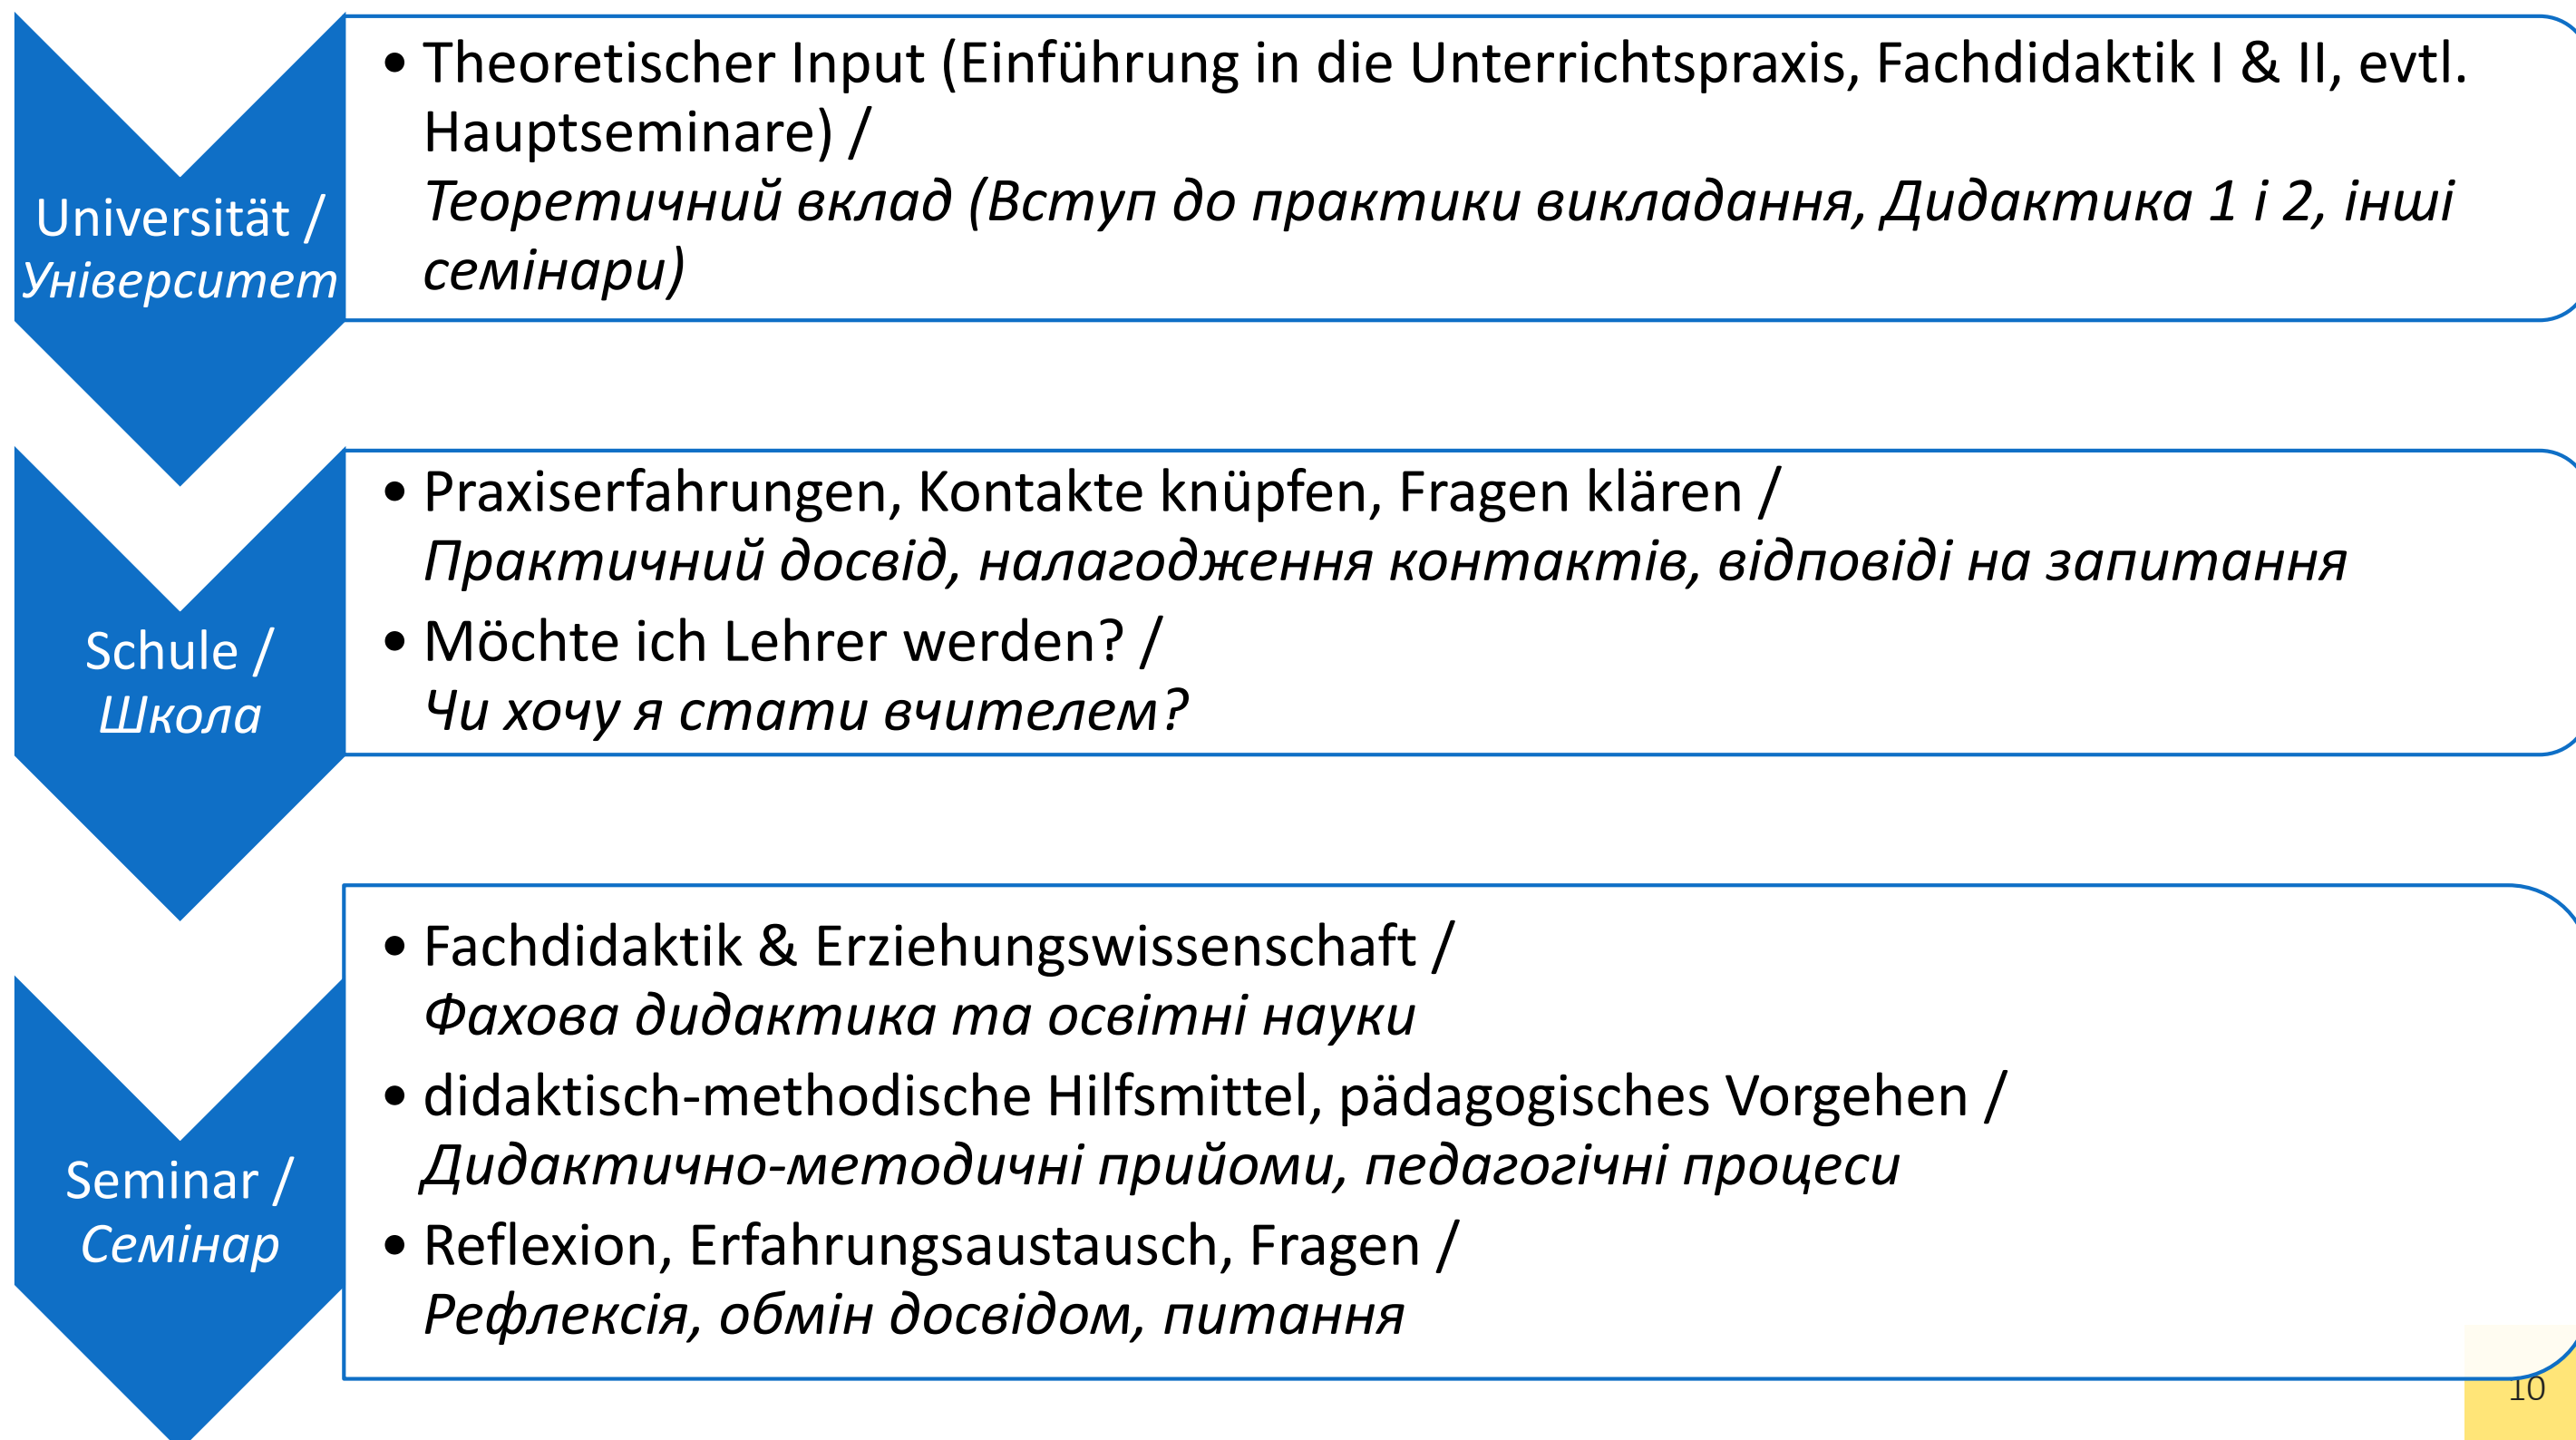 Universität /
Університет
• Theoretischer Input (Einführung in die Unterrichtspraxis, Fachdidaktik I & II, evtl.
Hauptseminare) /
Теоретичний вклад (Вступ до практики викладання, Дидактика 1 і 2, інші
семінари)
Schule /
Школа
• Praxiserfahrungen, Kontakte knüpfen, Fragen klären /
Практичний досвід, налагодження контактів, відповіді на запитання
• Möchte ich Lehrer werden? /
Чи хочу я стати вчителем?
Seminar /
Семінар
• Fachdidaktik & Erziehungswissenschaft /
Фахова дидактика та освітні науки
• didaktisch-methodische Hilfsmittel, pädagogisches Vorgehen /
Дидактично-методичні прийоми, педагогічні процеси
• Reflexion, Erfahrungsaustausch, Fragen /
Рефлексія, обмін досвідом, питання
10